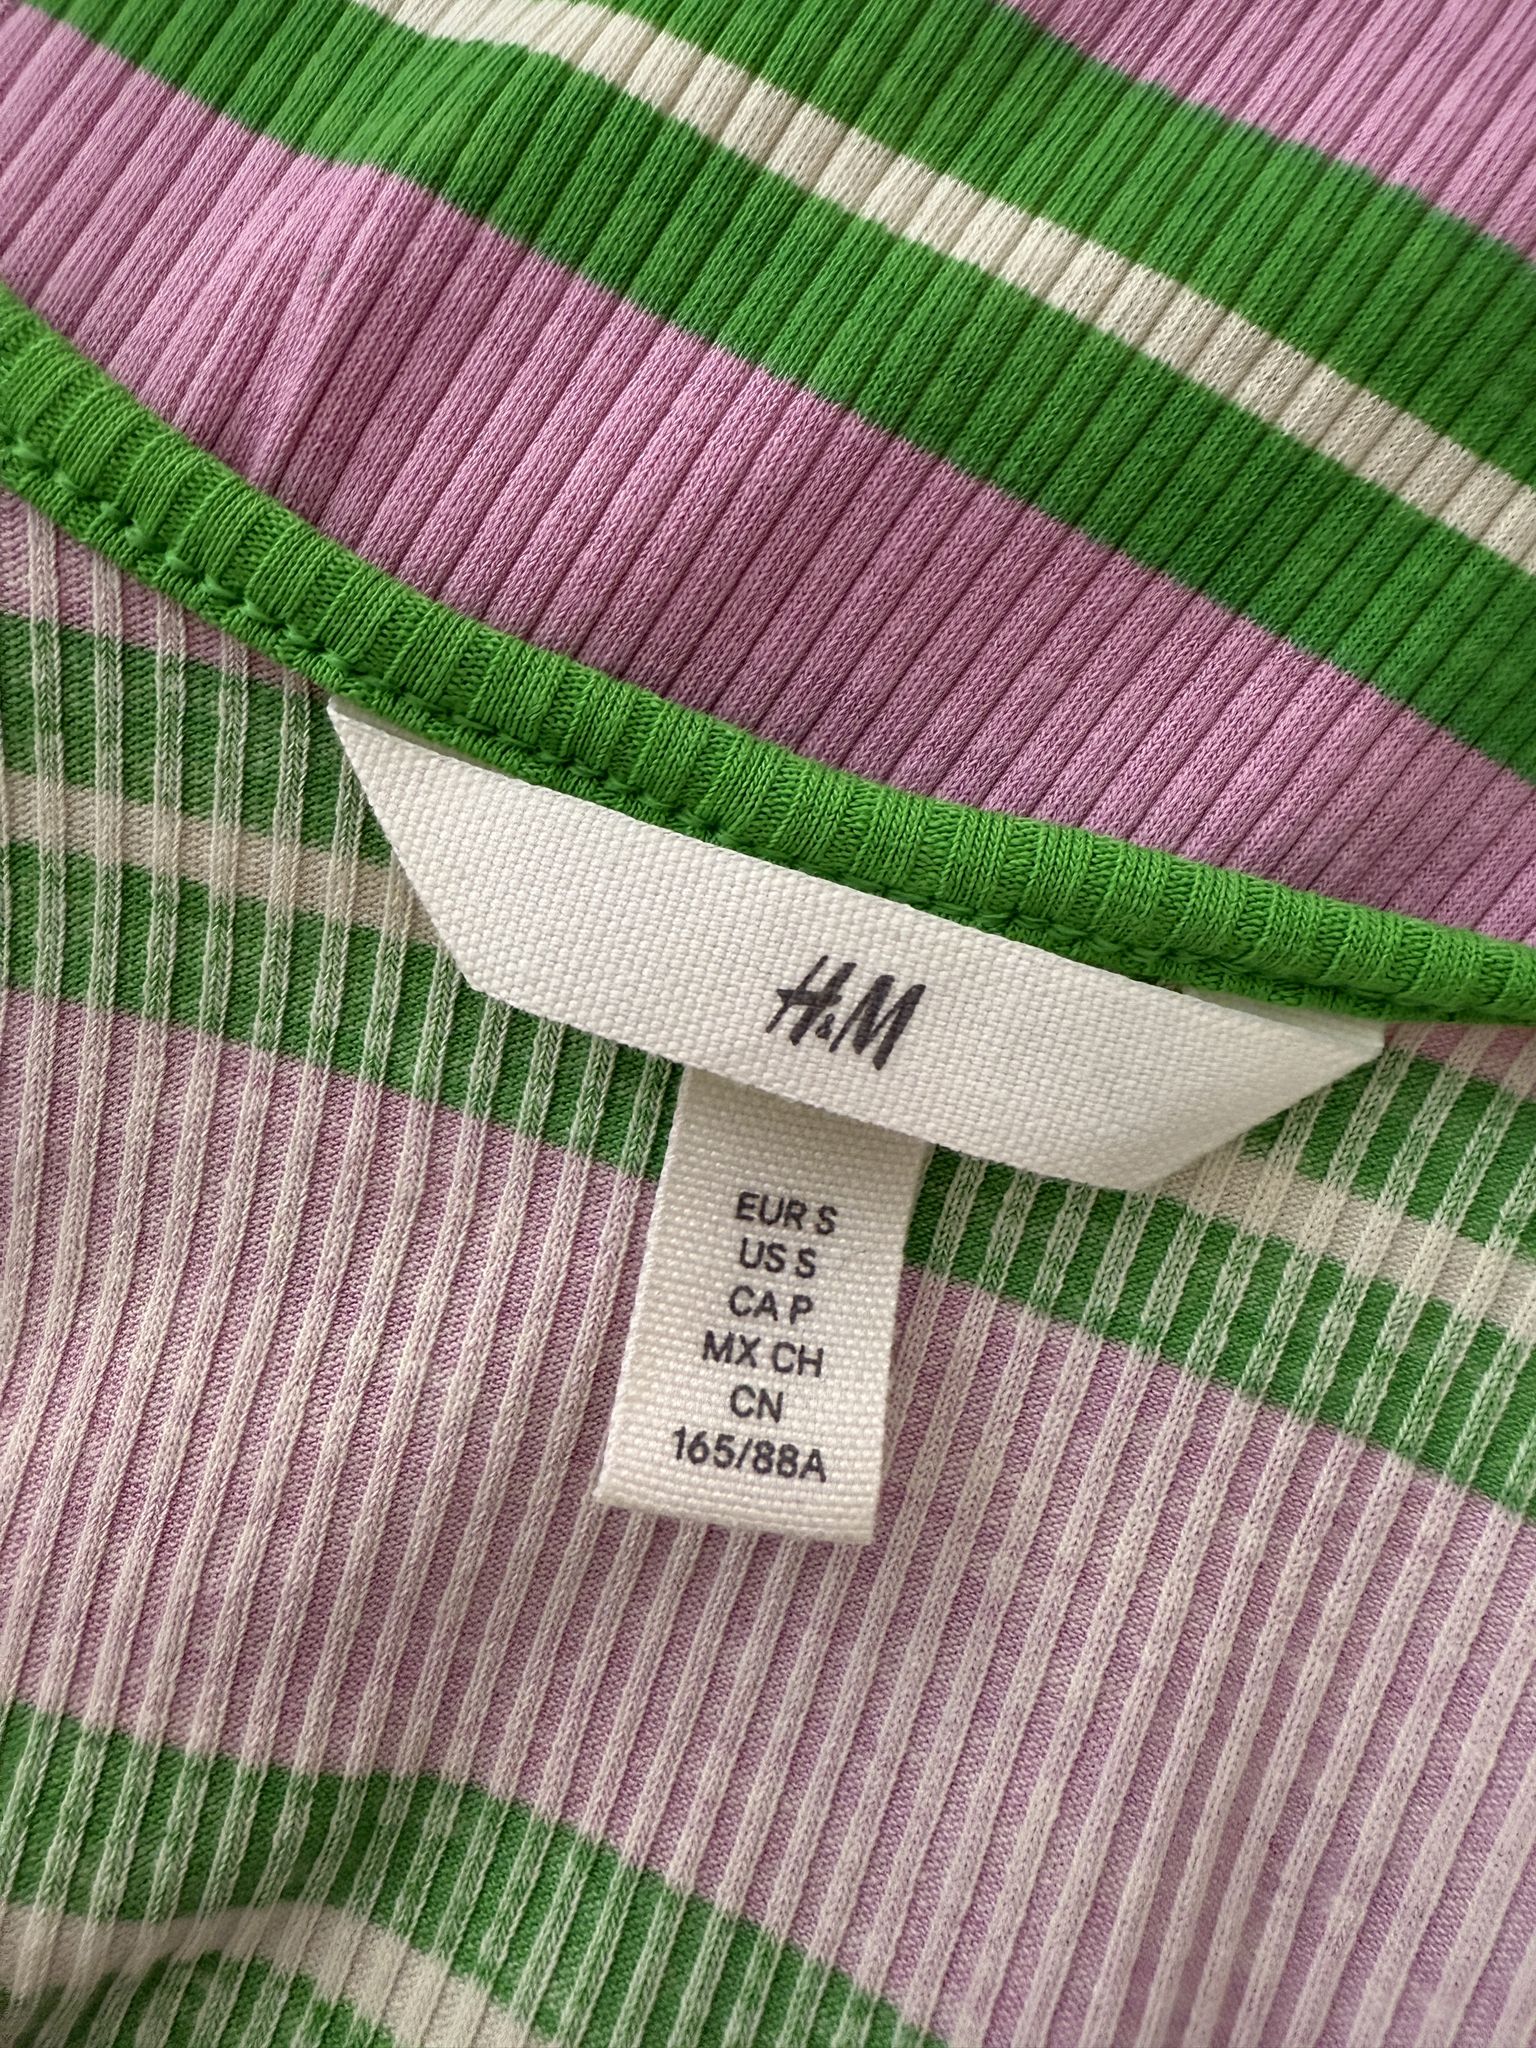 H&M
EUR S
US S
CA P
MX CH
CN
165/88A